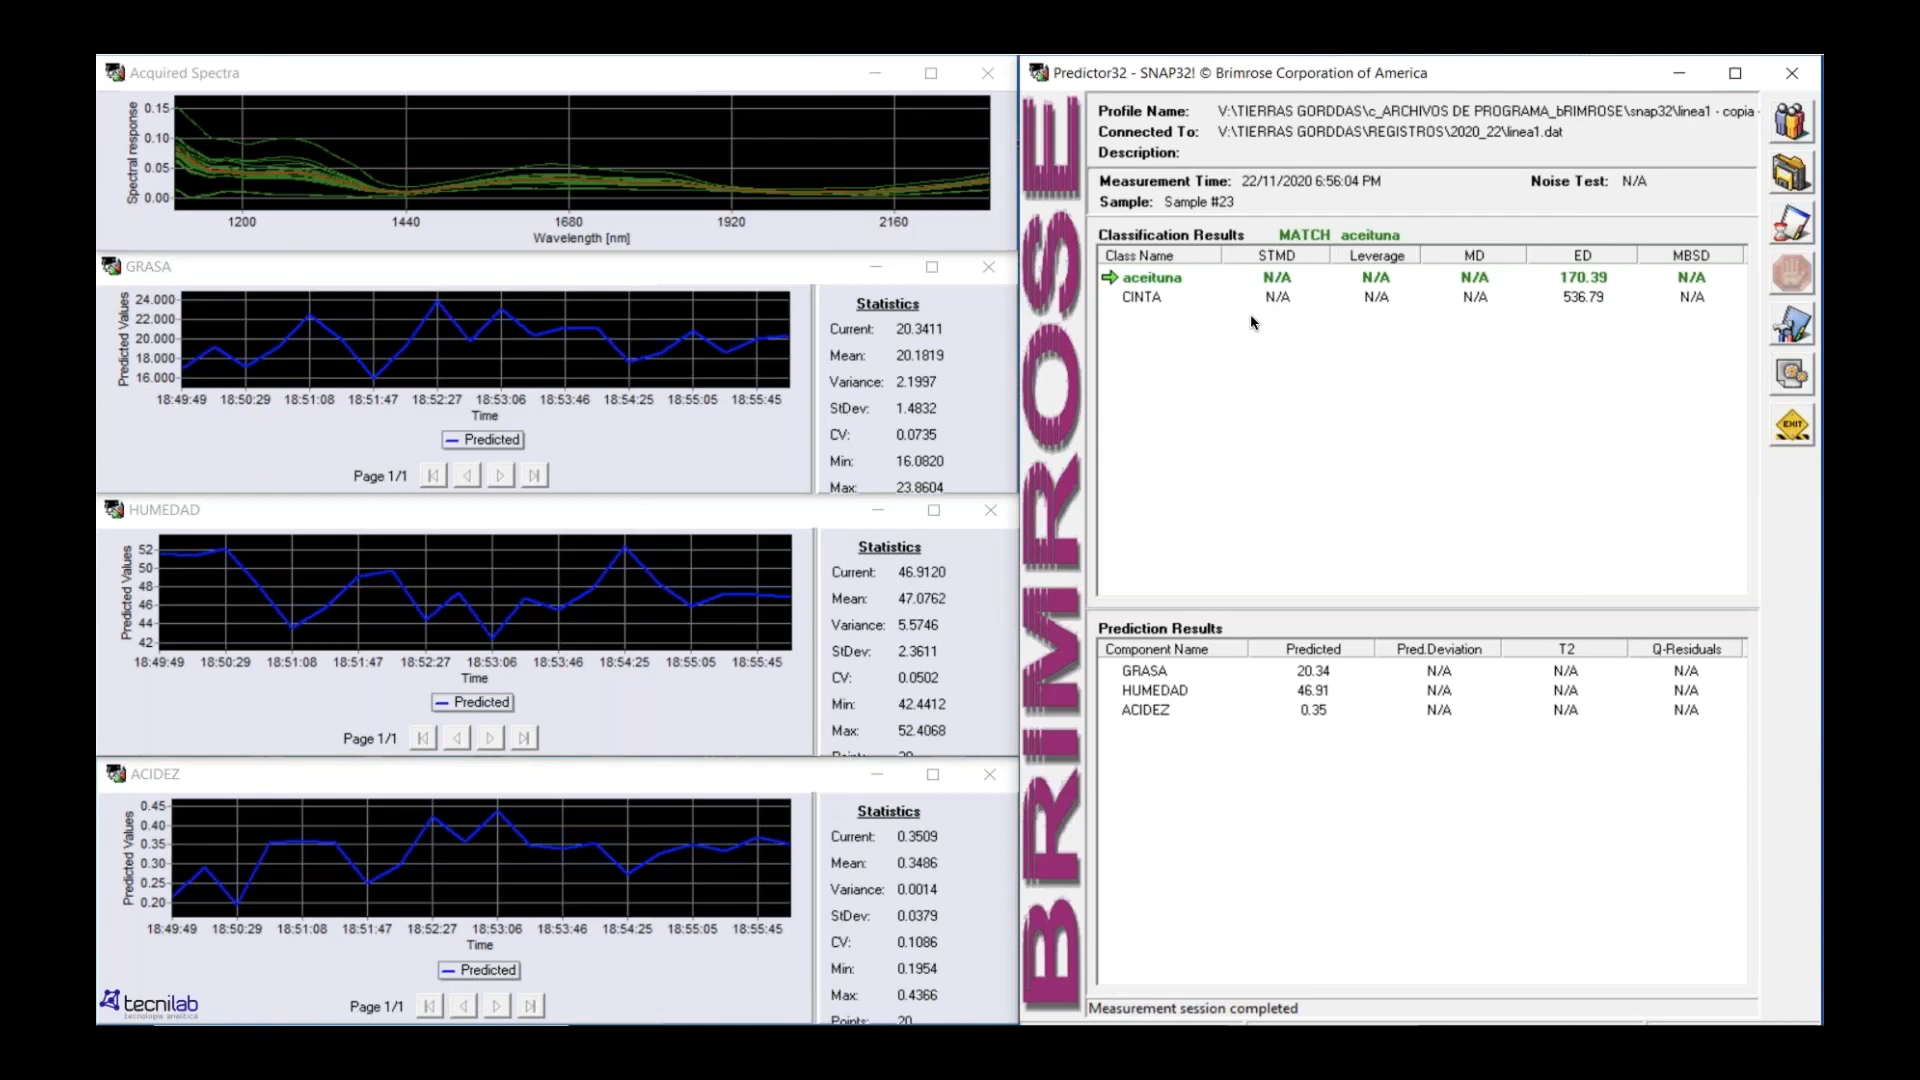 Acquired Spectra
Spectral response
0.15
0.10
0.05
0.00
1200 1440 1680 1920 2160
Wavelength [nm]
GRASA
Predicted Values
24.000
22.000
20.000
18.000
16.000
18:49:49 18:50:29 18:51:08 18:51:47 18:52:27 18:53:06 18:53:46 18:54:25 18:55:05 18:55:45
Time
Predicted
Page 1/1
Statistics
Current: 20.3411
Mean: 20.1819
Variance: 2.1997
StDev: 1.4832
CV: 0.0735
Min: 16.0820
Max: 23.8604
HUMEDAD
Predicted Values
52
50
48
46
44
42
18:49:49 18:50:29 18:51:08 18:51:47 18:52:27 18:53:06 18:53:46 18:54:25 18:55:05 18:55:45
Time
Predicted
Page 1/1
Statistics
Current: 46.9120
Mean: 47.0762
Variance: 5.5746
StDev: 2.3611
CV: 0.0502
Min: 42.4412
Max: 52.4068
ACIDEZ
Predicted Values
0.45
0.40
0.35
0.30
0.25
0.20
18:49:49 18:50:29 18:51:08 18:51:47 18:52:27 18:53:06 18:53:46 18:54:25 18:55:05 18:55:45
Time
Predicted
Page 1/1
Statistics
Current: 0.3509
Mean: 0.3486
Variance: 0.0014
StDev: 0.0379
CV: 0.1086
Min: 0.1954
Max: 0.4366
Points: 20
tecnilab
tecnología analítica
Predictor32 - SNAP32! © Brimrose Corporation of America
BRIMROSE
Profile Name: V:\TIERRAS GORDDAS\c_ARCHIVOS DE PROGRAMA_bRIMROSE\snap32\linea1 - copia -
Connected To: V:\TIERRAS GORDDAS\REGISTROS\2020_22\linea1.dat
Description:
Measurement Time: 22/11/2020 6:56:04 PM Noise Test: N/A
Sample: Sample #23
Classification Results MATCH aceituna
Class Name STMD Leverage MD ED MBSD
aceituna N/A N/A N/A 170.39 N/A
CINTA N/A N/A N/A 536.79 N/A
Prediction Results
Component Name Predicted Pred.Deviation T2 Q-Residuals
GRASA 20.34 N/A N/A N/A
HUMEDAD 46.91 N/A N/A N/A
ACIDEZ 0.35 N/A N/A N/A
Measurement session completed
EXIT